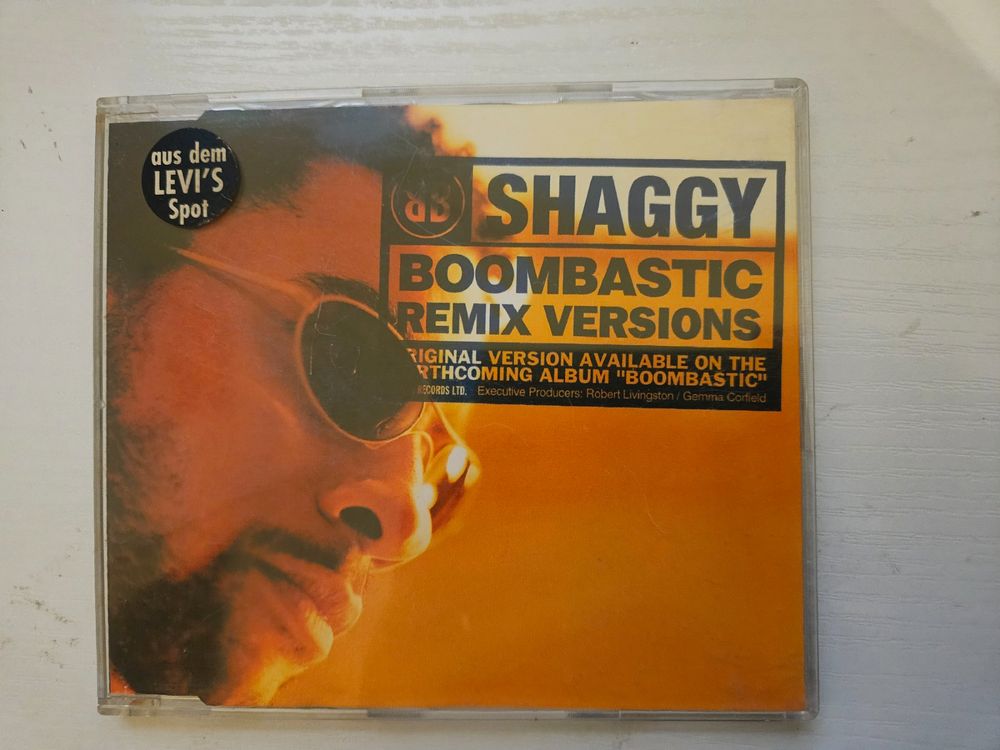 aus dem
LEVI'S
Spot
SHAGGY
BOOMBASTIC
REMIX VERSIONS
RIGINAL VERSION AVAILABLE ON THE
RTHCOMING ALBUM "BOOMBASTIC"
RECORDS LTD. Executive Producers: Robert Livingston / Gemma Corfield